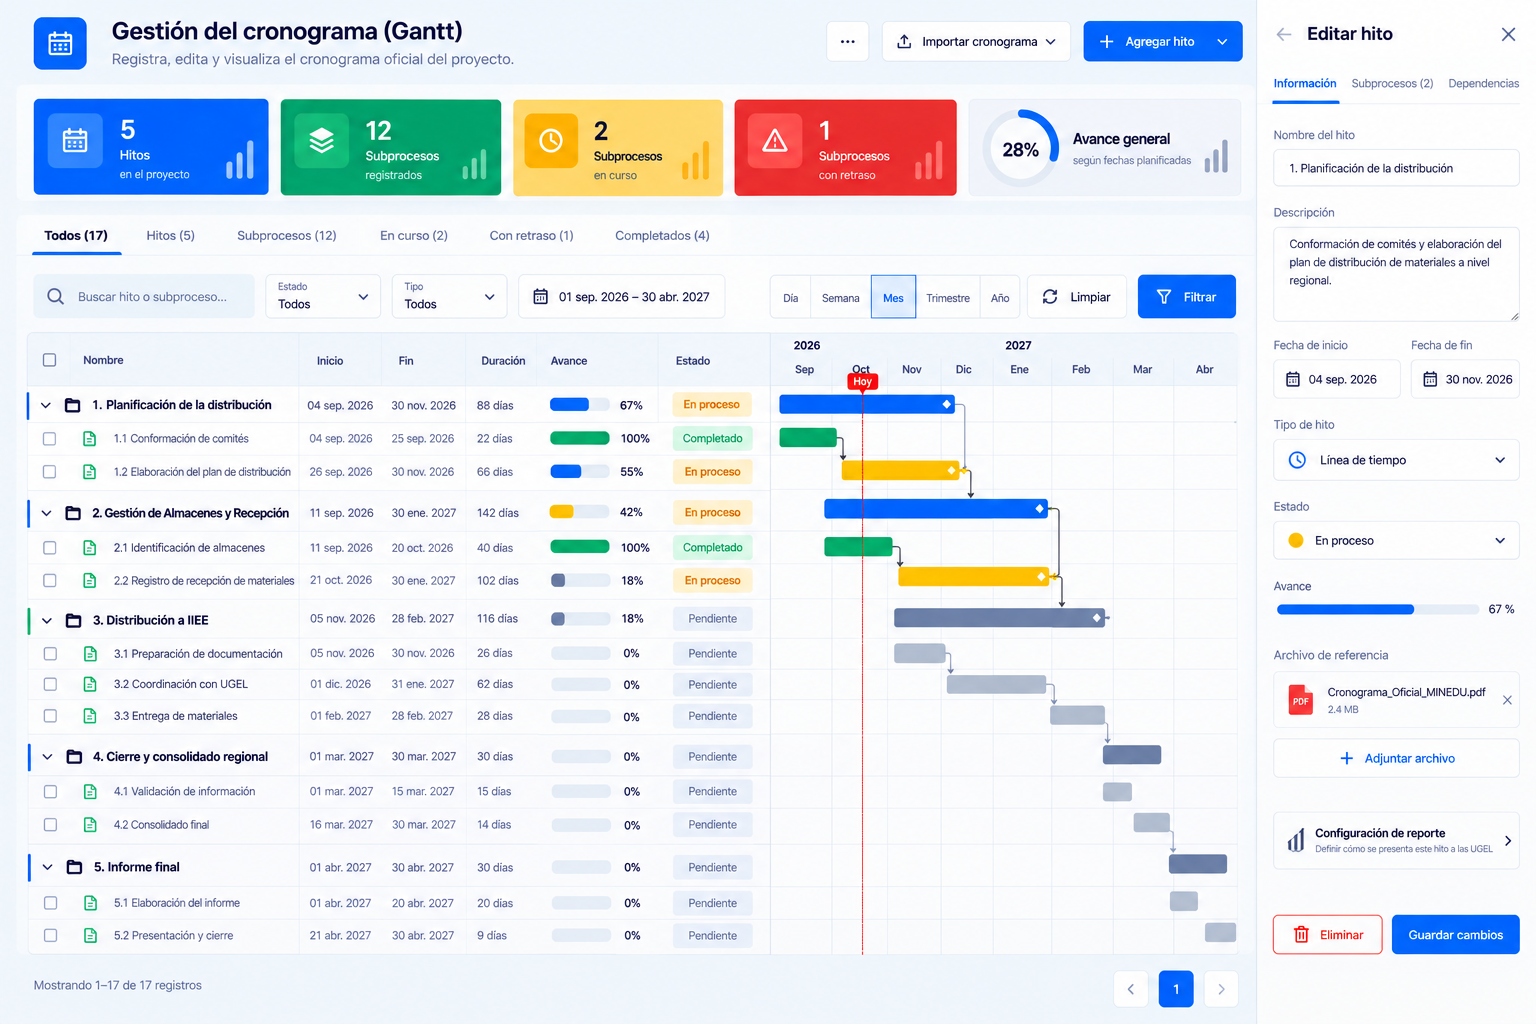 Gestión del cronograma (Gantt)
Registra, edita y visualiza el cronograma oficial del proyecto.
Importar cronograma
Agregar hito
5
Hitos
en el proyecto
12
Subprocesos
registrados
2
Subprocesos
en curso
1
Subprocesos
con retraso
28%
Avance general
según fechas planificadas
Todos (17) Hitos (5) Subprocesos (12) En curso (2) Con retraso (1) Completados (4)
Buscar hito o subproceso...
Estado
Todos
Tipo
Todos
01 sep. 2026 – 30 abr. 2027
Día Semana Mes Trimestre Año
Limpiar
Filtrar
Nombre Inicio Fin Duración Avance Estado
2026 2027
Sep Oct Nov Dic Ene Feb Mar Abr
Hoy
1. Planificación de la distribución 04 sep. 2026 30 nov. 2026 88 días 67% En proceso
1.1 Conformación de comités 04 sep. 2026 25 sep. 2026 22 días 100% Completado
1.2 Elaboración del plan de distribución 26 sep. 2026 30 nov. 2026 66 días 55% En proceso
2. Gestión de Almacenes y Recepción 11 sep. 2026 30 ene. 2027 142 días 42% En proceso
2.1 Identificación de almacenes 11 sep. 2026 20 oct. 2026 40 días 100% Completado
2.2 Registro de recepción de materiales 21 oct. 2026 30 ene. 2027 102 días 18% En proceso
3. Distribución a IIEE 05 nov. 2026 28 feb. 2027 116 días 18% Pendiente
3.1 Preparación de documentación 05 nov. 2026 30 nov. 2026 26 días 0% Pendiente
3.2 Coordinación con UGEL 01 dic. 2026 31 ene. 2027 62 días 0% Pendiente
3.3 Entrega de materiales 01 feb. 2027 28 feb. 2027 28 días 0% Pendiente
4. Cierre y consolidado regional 01 mar. 2027 30 mar. 2027 30 días 0% Pendiente
4.1 Validación de información 01 mar. 2027 15 mar. 2027 15 días 0% Pendiente
4.2 Consolidado final 16 mar. 2027 30 mar. 2027 14 días 0% Pendiente
5. Informe final 01 abr. 2027 30 abr. 2027 30 días 0% Pendiente
5.1 Elaboración del informe 01 abr. 2027 20 abr. 2027 20 días 0% Pendiente
5.2 Presentación y cierre 21 abr. 2027 30 abr. 2027 9 días 0% Pendiente
Mostrando 1–17 de 17 registros
1
Editar hito
Información Subprocesos (2) Dependencias
Nombre del hito
1. Planificación de la distribución
Descripción
Conformación de comités y elaboración del
plan de distribución de materiales a nivel
regional.
Fecha de inicio Fecha de fin
04 sep. 2026 30 nov. 2026
Tipo de hito
Línea de tiempo
Estado
En proceso
Avance
67 %
Archivo de referencia
PDF
Cronograma_Oficial_MINEDU.pdf
2.4 MB
Adjuntar archivo
Configuración de reporte
Definir cómo se presenta este hito a las UGEL
Eliminar
Guardar cambios